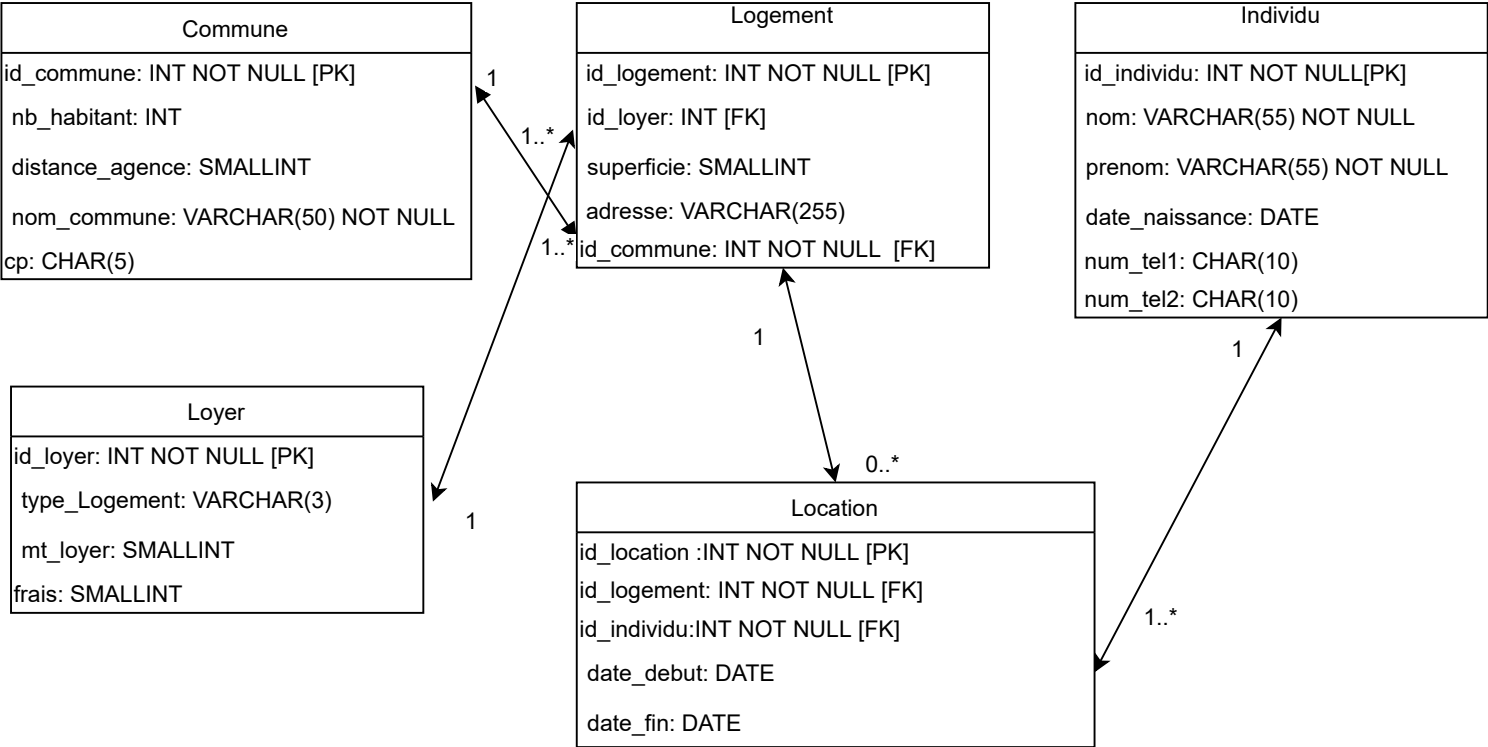 Commune
id_commune: INT NOT NULL [PK]
nb_habitant: INT
distance_agence: SMALLINT
nom_commune: VARCHAR(50) NOT NULL
cp: CHAR(5)
1
1..*
1..*
Logement
id_logement: INT NOT NULL [PK]
id_loyer: INT [FK]
superficie: SMALLINT
adresse: VARCHAR(255)
id_commune: INT NOT NULL  [FK]
Individu
id_individu: INT NOT NULL[PK]
nom: VARCHAR(55) NOT NULL
prenom: VARCHAR(55) NOT NULL
date_naissance: DATE
num_tel1: CHAR(10)
num_tel2: CHAR(10)
1
1
Loyer
id_loyer: INT NOT NULL [PK]
type_Logement: VARCHAR(3)
mt_loyer: SMALLINT
frais: SMALLINT
1
0..*
Location
id_location :INT NOT NULL [PK]
id_logement: INT NOT NULL [FK]
id_individu:INT NOT NULL [FK]
date_debut: DATE
date_fin: DATE
1..*